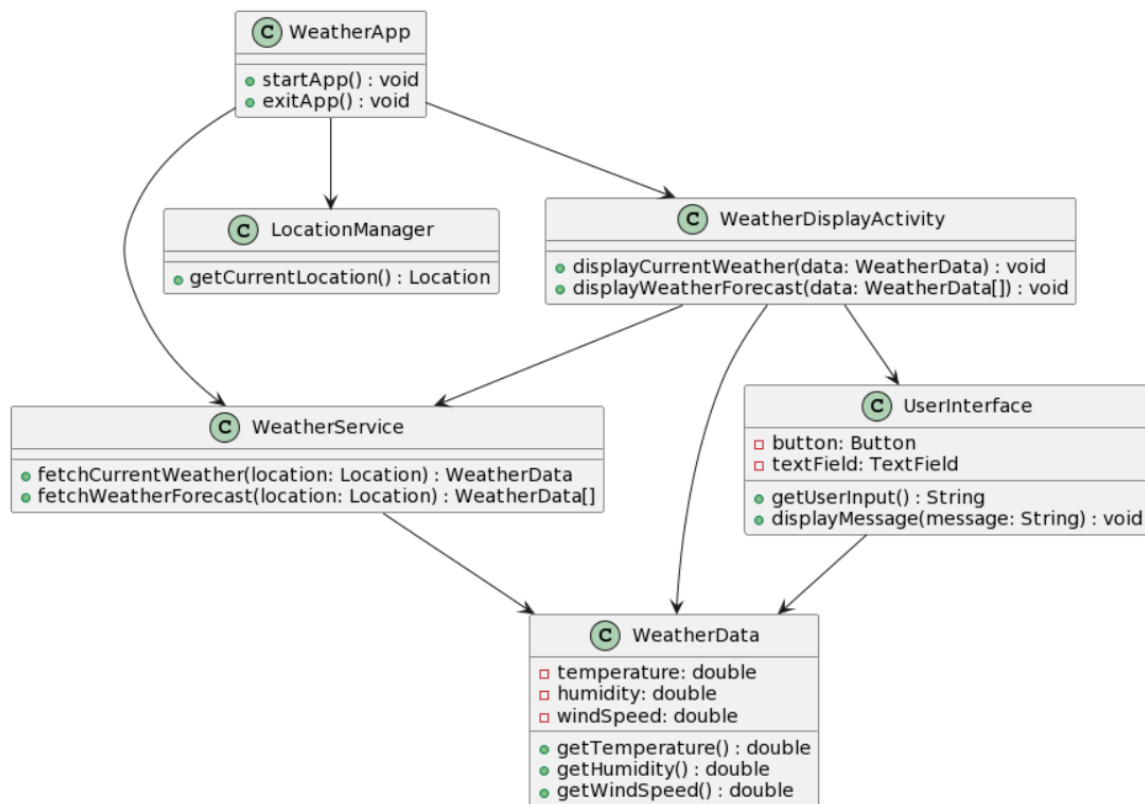 C WeatherApp
startApp() : void
exitApp() : void
C LocationManager
getCurrentLocation() : Location
C WeatherDisplayActivity
displayCurrentWeather(data: WeatherData) : void
displayWeatherForecast(data: WeatherData[]) : void
C WeatherService
fetchCurrentWeather(location: Location) : WeatherData
fetchWeatherForecast(location: Location) : WeatherData[]
C UserInterface
button: Button
textField: TextField
getUserInput() : String
displayMessage(message: String) : void
C WeatherData
temperature: double
humidity: double
windSpeed: double
getTemperature() : double
getHumidity() : double
getWindSpeed() : double